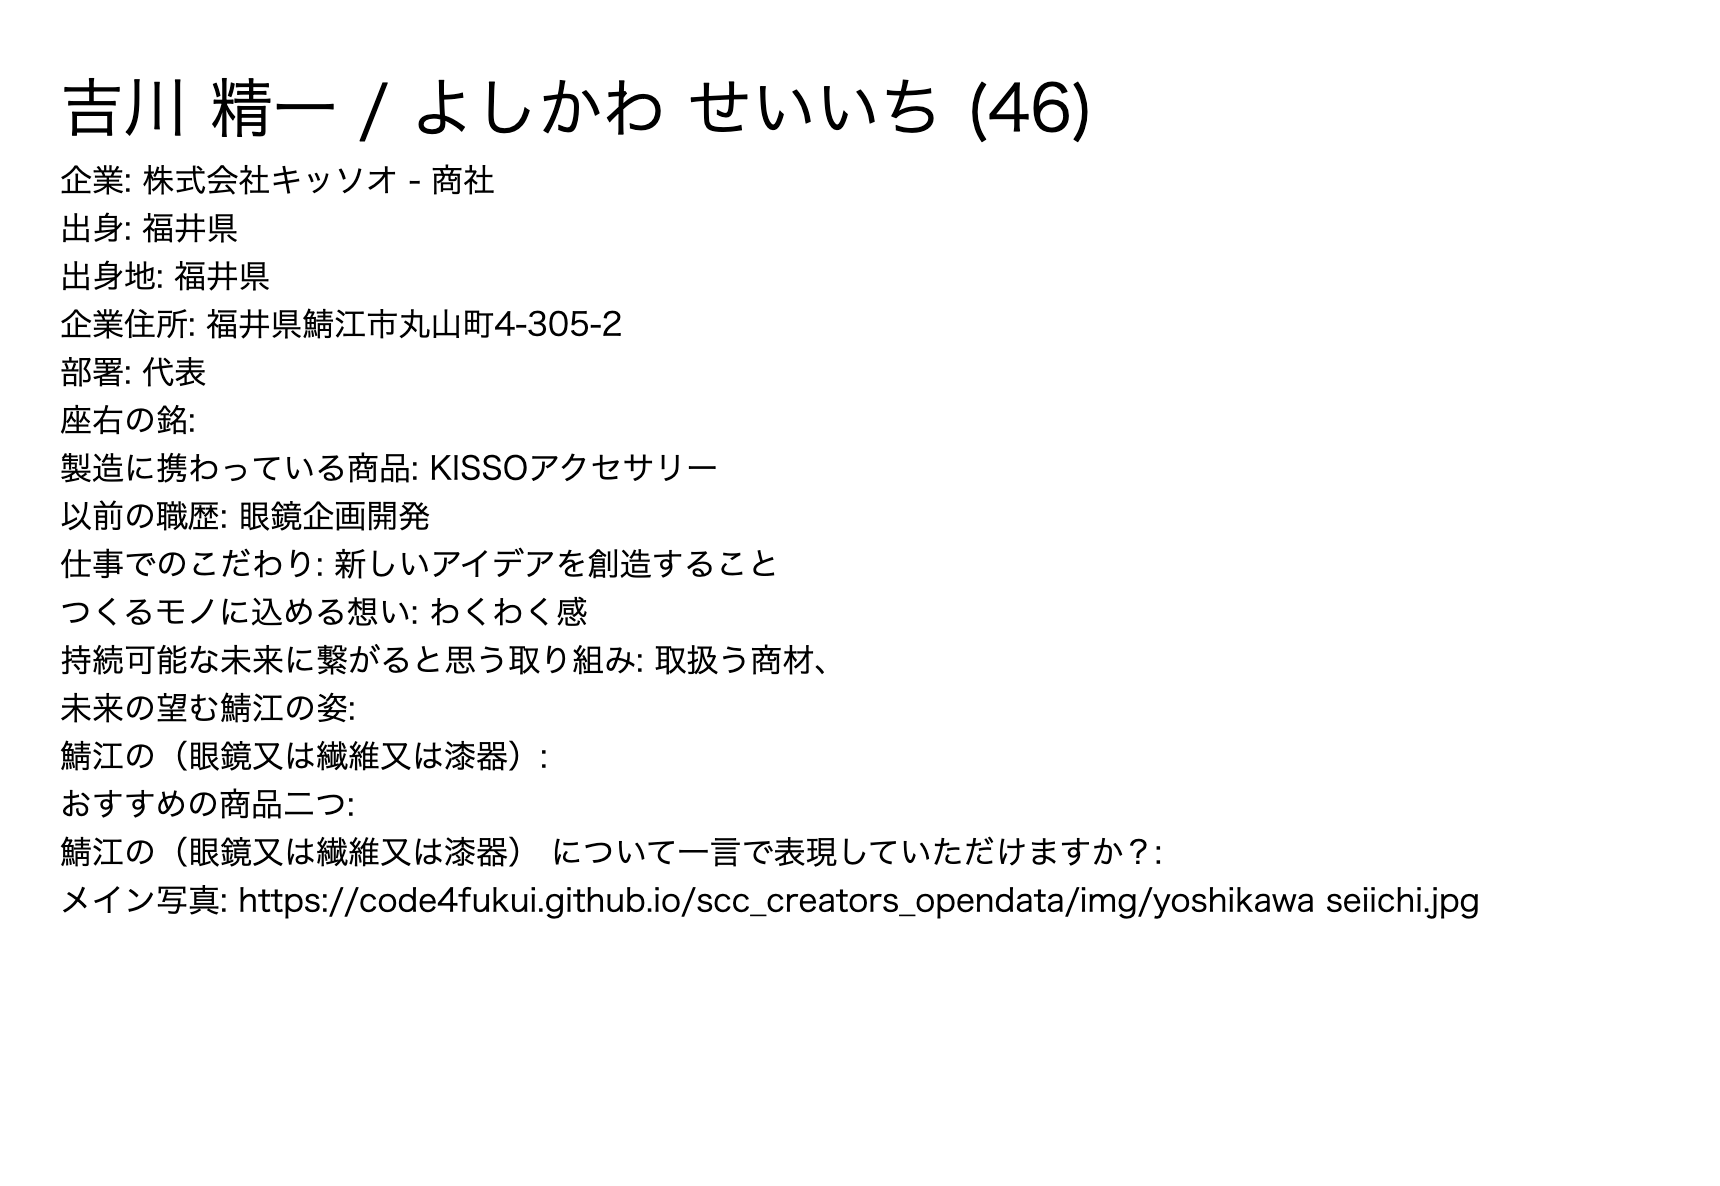 吉川 精一 / よしかわ せいいち (46)
企業: 株式会社キッソオ - 商社
出身: 福井県
出身地: 福井県
企業住所: 福井県鯖江市丸山町4-305-2
部署: 代表
座右の銘:
製造に携わっている商品: KISSOアクセサリー
以前の職歴: 眼鏡企画開発
仕事でのこだわり: 新しいアイデアを創造すること
つくるモノに込める想い: わくわく感
持続可能な未来に繋がると思う取り組み: 取扱う商材、
未来の望む鯖江の姿:
鯖江の（眼鏡又は繊維又は漆器）:
おすすめの商品二つ:
鯖江の（眼鏡又は繊維又は漆器） について一言で表現していただけますか？:
メイン写真: https://code4fukui.github.io/scc_creators_opendata/img/yoshikawa seiichi.jpg